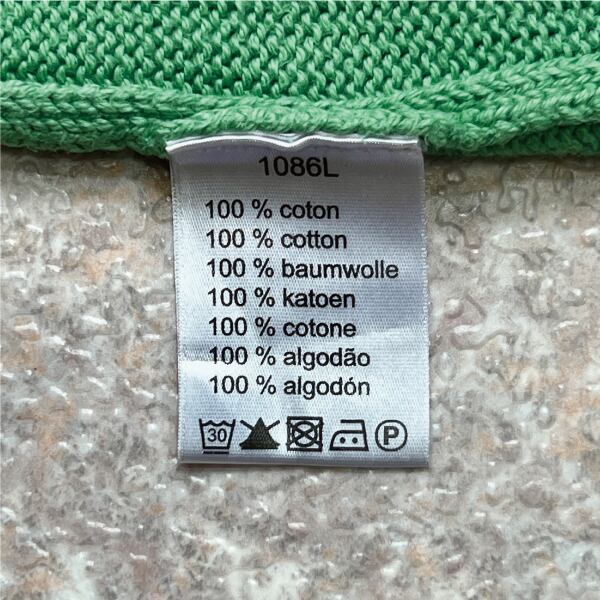 1086L
100 % coton
100 % cotton
100 % baumwolle
100 % katoen
100 % cotone
100 % algodão
100 % algodón
30 P